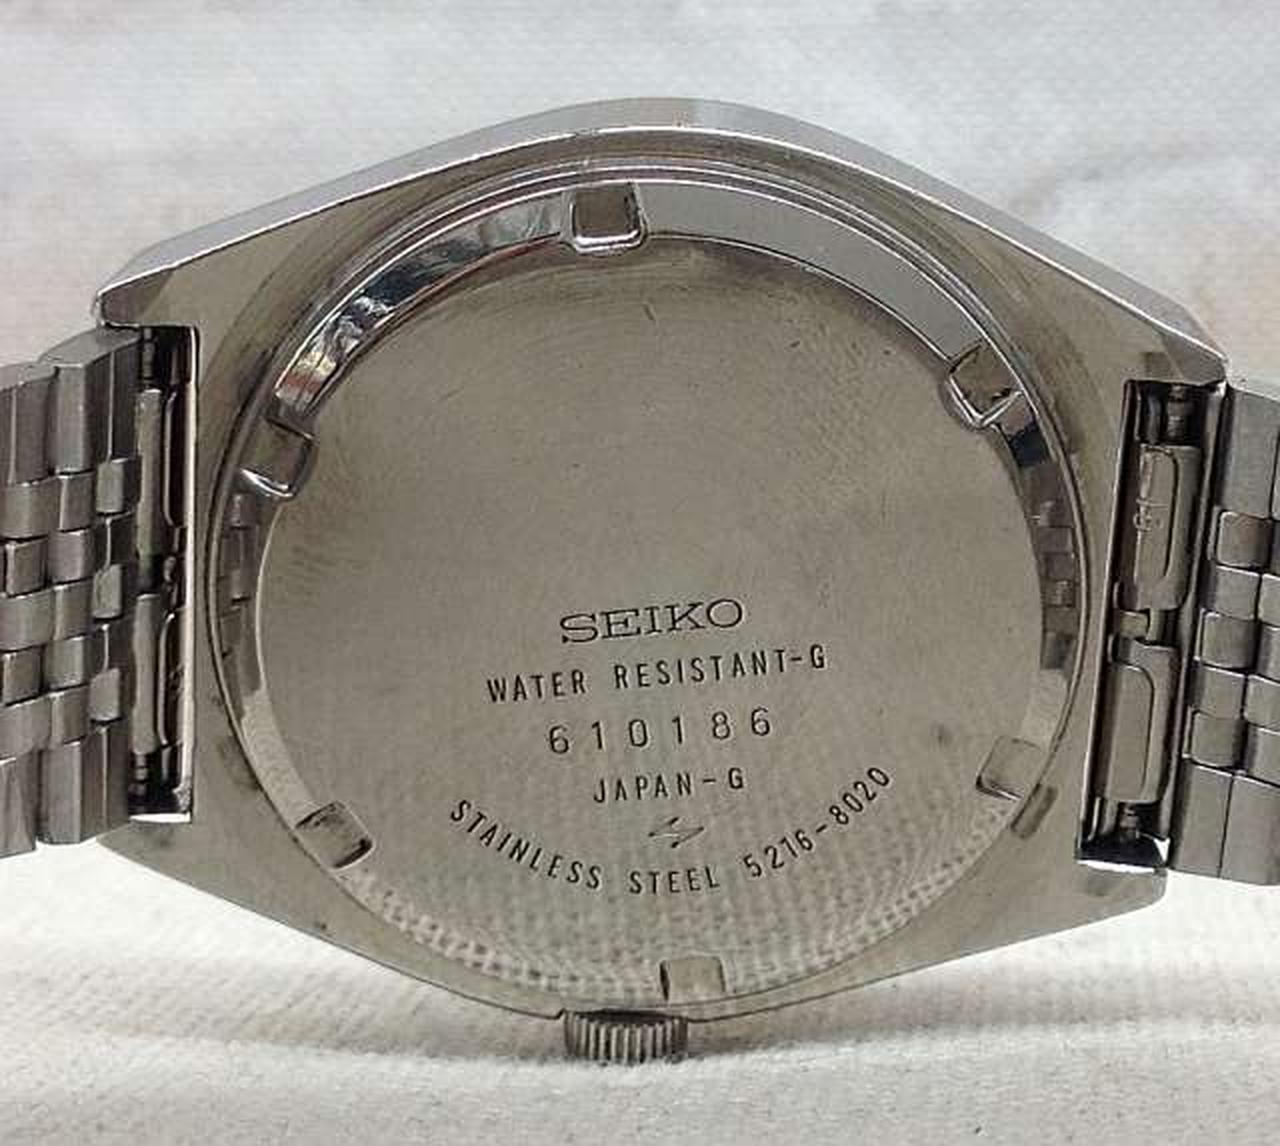 SEIKO
WATER RESISTANT-G
610186
JAPAN-G
STAINLESS STEEL 5216-8020